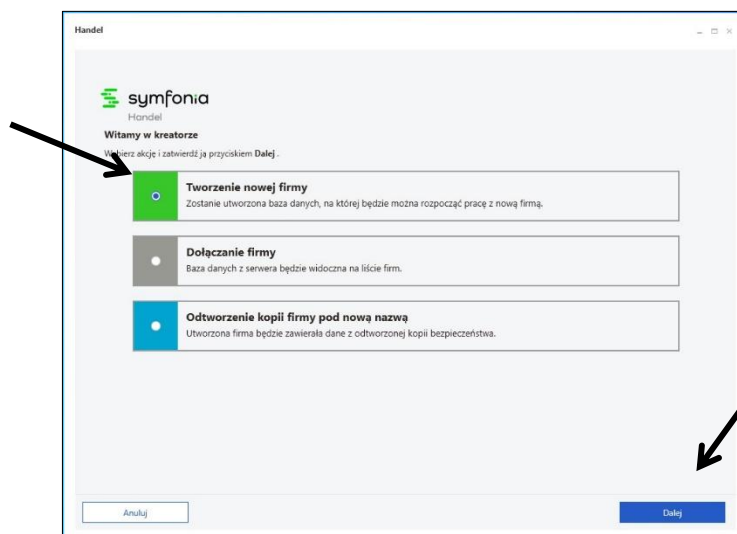 Handel
symfonia
Handel
Witamy w kreatorze
Wybierz akcję i zatwierdź ją przyciskiem Dalej .
Tworzenie nowej firmy
Zostanie utworzona baza danych, na której będzie można rozpocząć pracę z nową firmą.
Dołączanie firmy
Baza danych z serwera będzie widoczna na liście firm.
Odtworzenie kopii firmy pod nową nazwą
Utworzona firma będzie zawierała dane z odtworzonej kopii bezpieczeństwa.
Anuluj
Dalej